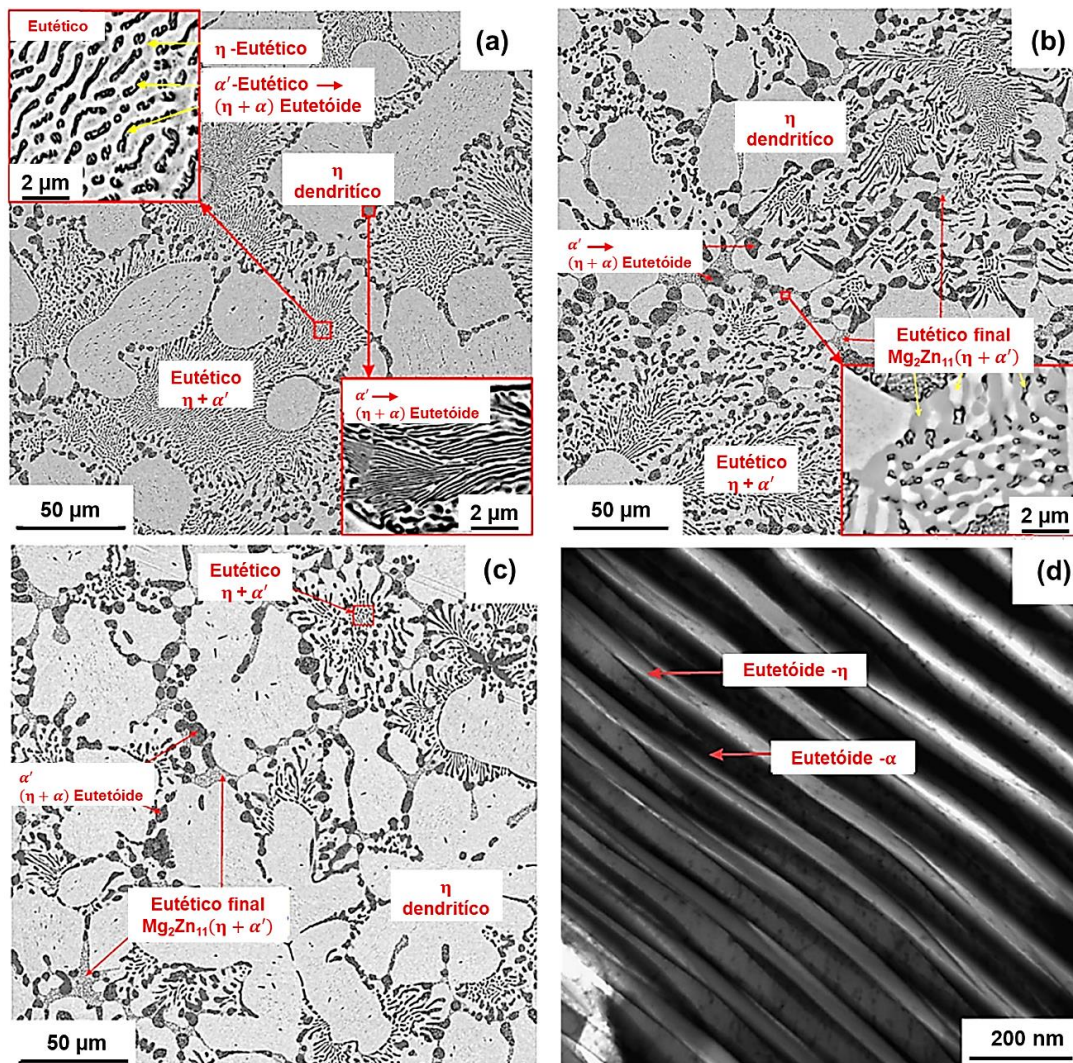 (a)
Eutético
η -Eutético
α′-Eutético →
(η + α) Eutetóide
2 µm
η
dendritíco
Eutético
η + α′
α′ →
(η + α) Eutetóide
2 µm
50 µm
(b)
η
dendritíco
α′ →
(η + α) Eutetóide
Eutético final
Mg₂Zn₁₁(η + α′)
Eutético
η + α′
50 µm
2 µm
(c)
Eutético
η + α′
α′
(η + α) Eutetóide
η
dendritíco
Eutético final
Mg₂Zn₁₁(η + α′)
50 µm
(d)
Eutetóide -η
Eutetóide -α
200 nm